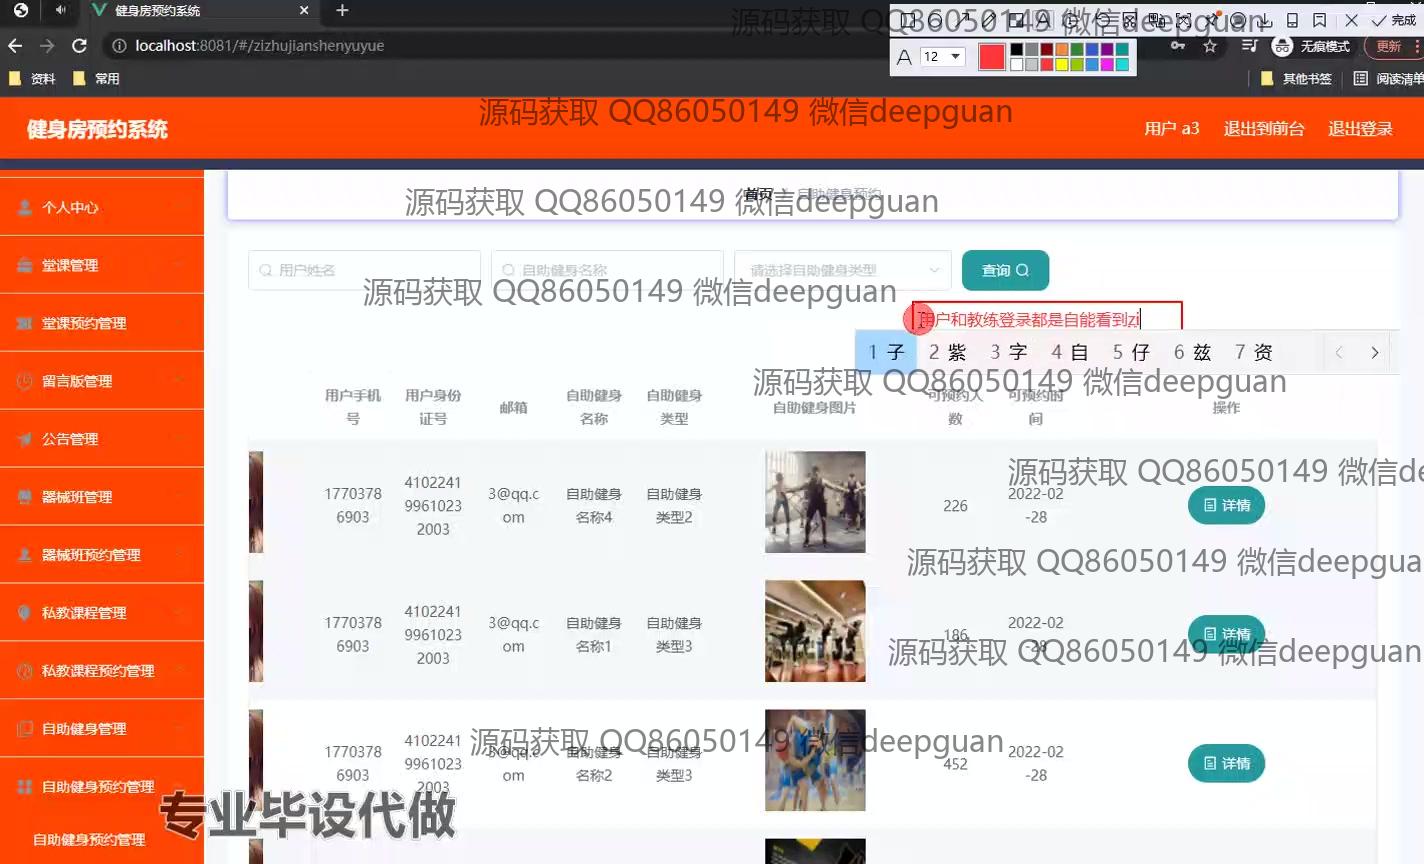 健身房预约系统
源码获取 QQ86050149 微信deepguan
完成
localhost:8081/#/zizhujianshenyuyue
无痕模式
更新
A 12
资料
常用
其他书签
阅读清单
源码获取 QQ86050149 微信deepguan
健身房预约系统
用户 a3
退出到前台
退出登录
首页
自助健身预约
源码获取 QQ86050149 微信deepguan
个人中心
堂课管理
堂课预约管理
留言版管理
公告管理
器械班管理
器械班预约管理
私教课程管理
私教课程预约管理
自助健身管理
自助健身预约管理
自助健身预约管理
用户姓名
自助健身名称
请选择自助健身类型
查询
源码获取 QQ86050149 微信deepguan
用户和教练登录都是自能看到zi
1 子 2 紫 3 字 4 自 5 仔 6 兹 7 资
源码获取 QQ86050149 微信deepguan
用户手机号
用户身份证号
邮箱
自助健身名称
自助健身类型
自助健身图片
可预约人数
可预约时间
操作
源码获取 QQ86050149 微信de
17703786903
410224199610232003
3@qq.com
自助健身名称4
自助健身类型2
226
2022-02-28
详情
源码获取 QQ86050149 微信deepgua
17703786903
410224199610232003
3@qq.com
自助健身名称1
自助健身类型3
186
2022-02-28
详情
源码获取 QQ86050149 微信deepguan
源码获取 QQ86050149 微信deepguan
17703786903
410224199610232003
3@qq.com
自助健身名称2
自助健身类型3
452
2022-02-28
详情
专业毕设代做